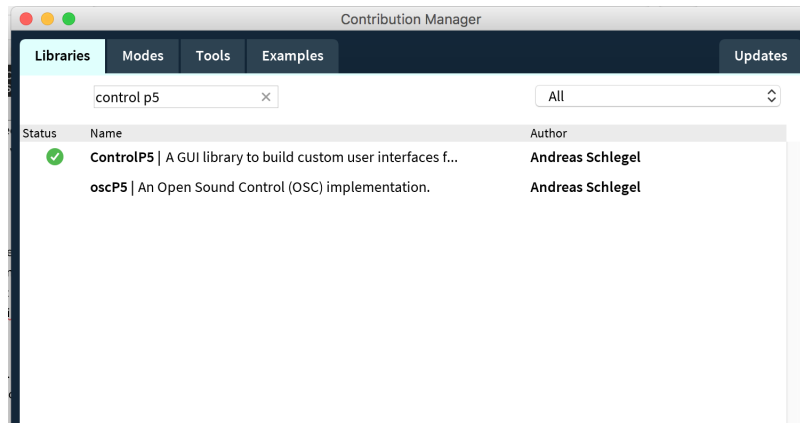 Contribution Manager
Libraries Modes Tools Examples Updates
control p5 All
Status Name Author
ControlP5 | A GUI library to build custom user interfaces f... Andreas Schlegel
oscP5 | An Open Sound Control (OSC) implementation. Andreas Schlegel